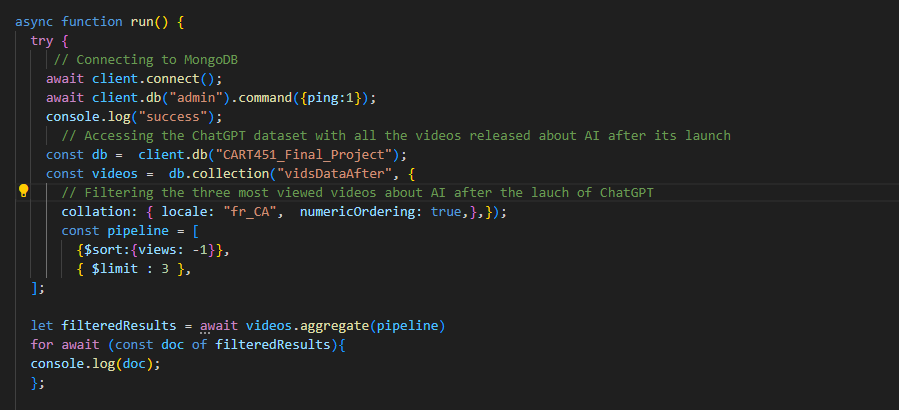 async function run() {
try {
// Connecting to MongoDB
await client.connect();
await client.db("admin").command({ping:1});
console.log("success");
// Accessing the ChatGPT dataset with all the videos released about AI after its launch
const db =  client.db("CART451_Final_Project");
const videos =  db.collection("vidsDataAfter", {
// Filtering the three most viewed videos about AI after the lauch of ChatGPT
collation: { locale: "fr_CA",  numericOrdering: true,},});
const pipeline = [
{$sort:{views: -1}},
{ $limit : 3 },
];
let filteredResults = await videos.aggregate(pipeline)
for await (const doc of filteredResults){
console.log(doc);
};